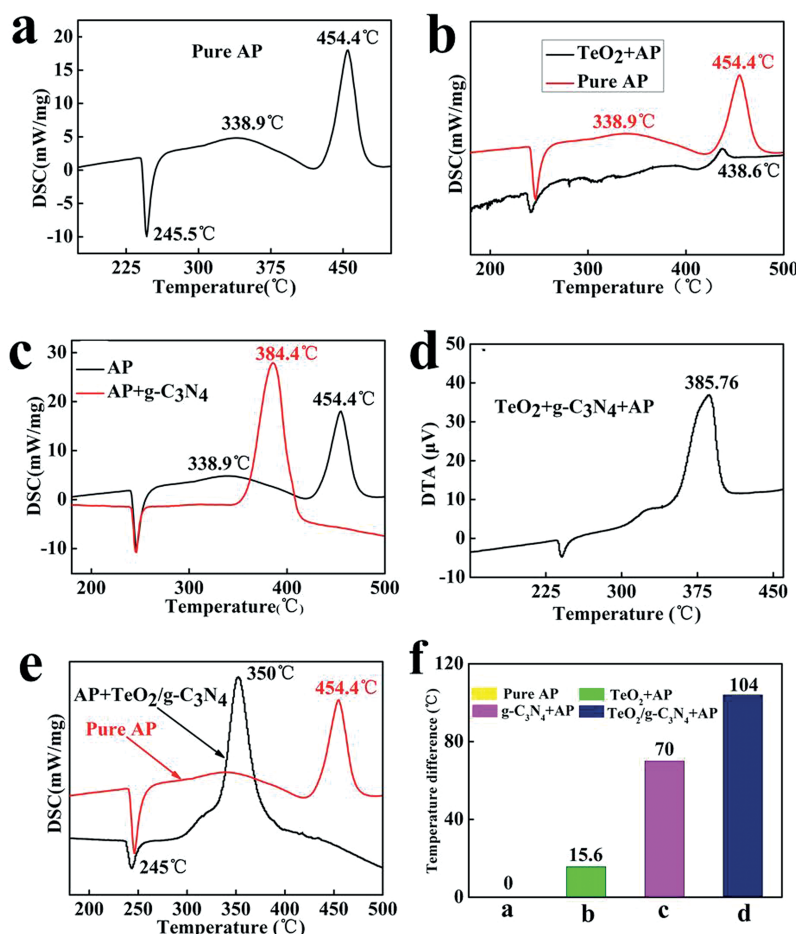 a
Pure AP
454.4℃
338.9℃
245.5℃
20
15
10
5
0
-5
-10
DSC(mW/mg)
225 300 375 450
Temperature(℃)
b
TeO2+AP
Pure AP
454.4℃
338.9℃
438.6℃
DSC(mW/mg)
200 300 400 500
Temperature (℃)
c
AP
AP+g-C3N4
384.4℃
454.4℃
338.9℃
30
20
10
0
-10
DSC(mW/mg)
200 300 400 500
Temperature(℃)
d
385.76
TeO2+g-C3N4+AP
50
40
30
20
10
0
-10
DTA (μV)
225 300 375 450
Temperature (℃)
e
AP+TeO2/g-C3N4
350℃
454.4℃
Pure AP
245℃
DSC(mW/mg)
200 250 300 350 400 450 500
Temperature (℃)
f
Pure AP
TeO2+AP
g-C3N4+AP
TeO2/g-C3N4+AP
120
80
40
0
Temperature difference (℃)
0
15.6
70
104
a b c d